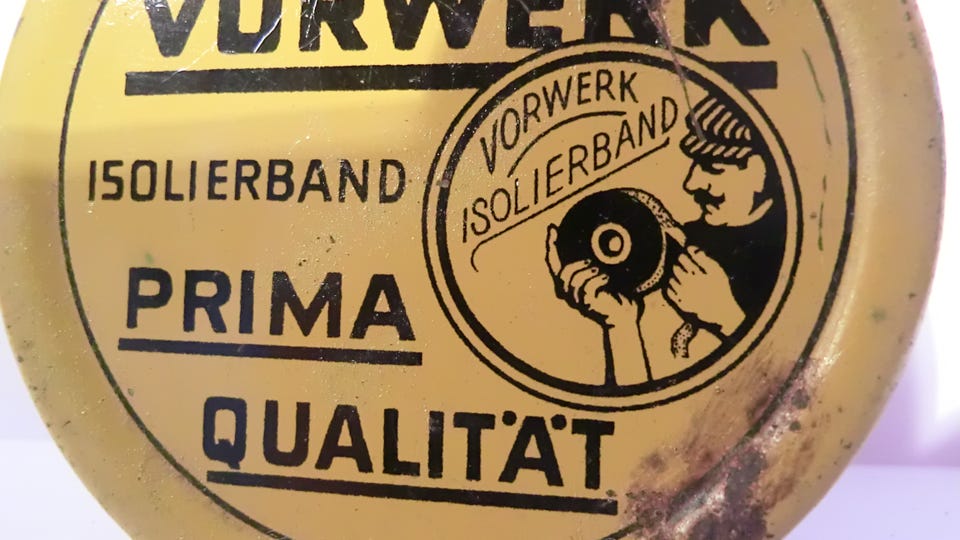 VORWERK
ISOLIERBAND
VORWERK
ISOLIERBAND
PRIMA
QUALITÄT